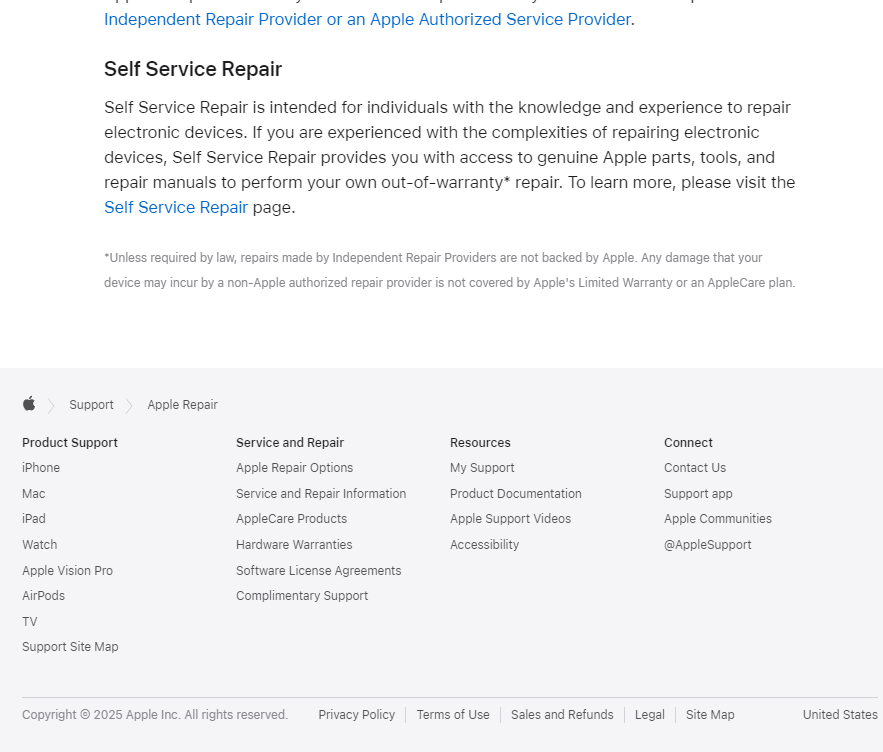 Independent Repair Provider or an Apple Authorized Service Provider.
Self Service Repair
Self Service Repair is intended for individuals with the knowledge and experience to repair
electronic devices. If you are experienced with the complexities of repairing electronic
devices, Self Service Repair provides you with access to genuine Apple parts, tools, and
repair manuals to perform your own out-of-warranty* repair. To learn more, please visit the
Self Service Repair page.
*Unless required by law, repairs made by Independent Repair Providers are not backed by Apple. Any damage that your
device may incur by a non-Apple authorized repair provider is not covered by Apple's Limited Warranty or an AppleCare plan.
Support
Apple Repair
Product Support
iPhone
Mac
iPad
Watch
Apple Vision Pro
AirPods
TV
Support Site Map
Service and Repair
Apple Repair Options
Service and Repair Information
AppleCare Products
Hardware Warranties
Software License Agreements
Complimentary Support
Resources
My Support
Product Documentation
Apple Support Videos
Accessibility
Connect
Contact Us
Support app
Apple Communities
@AppleSupport
Copyright © 2025 Apple Inc. All rights reserved.
Privacy Policy
Terms of Use
Sales and Refunds
Legal
Site Map
United States